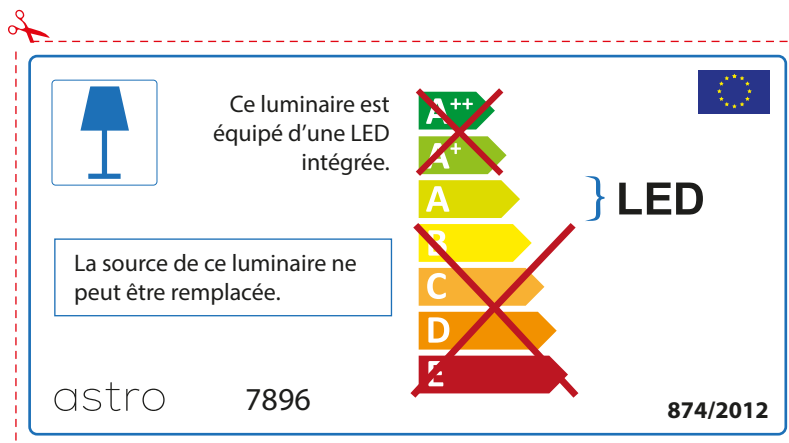 Ce luminaire est
équipé d’une LED
intégrée.
A++
A+
A
B
C
D
E
LED
La source de ce luminaire ne
peut être remplacée.
astro
7896
874/2012